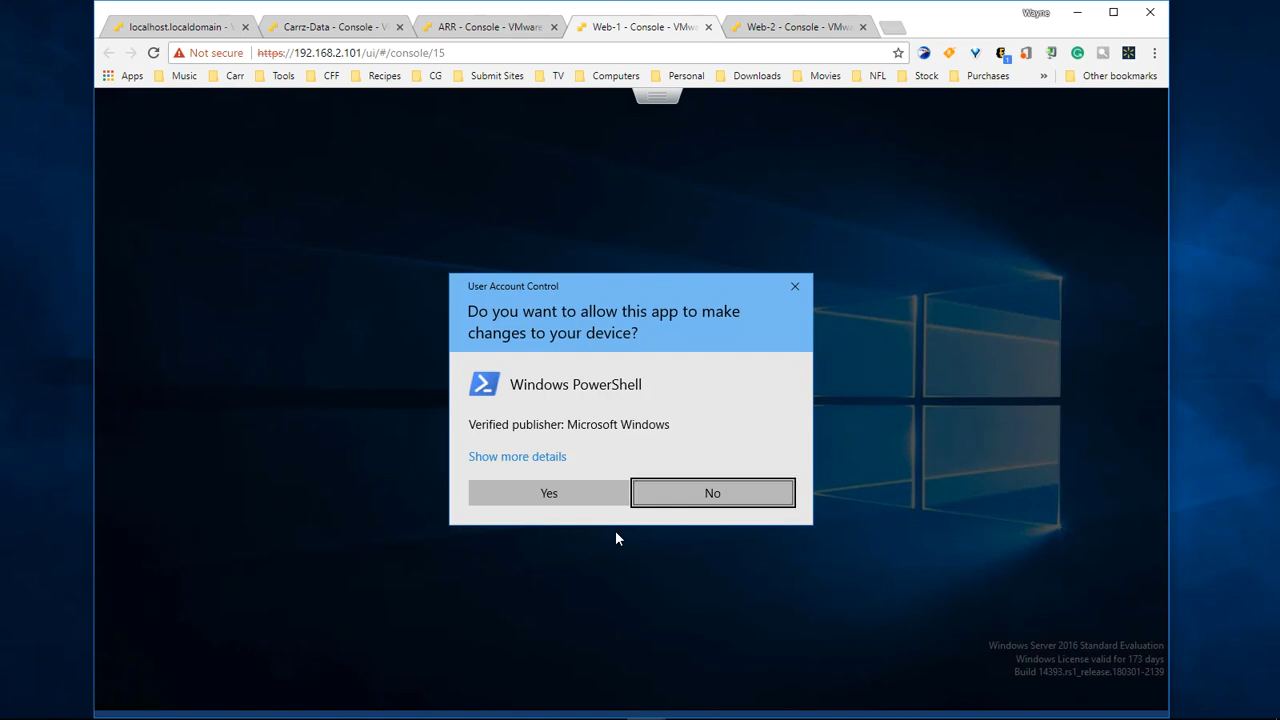 Wayne
localhost.localdomain -
Carrz-Data - Console - V
ARR - Console - VMware
Web-1 - Console - VMwa
Web-2 - Console - VMwa
Not secure
https://192.168.2.101/ui/#/console/15
1
Apps
Music
Carr
Tools
CFF
Recipes
CG
Submit Sites
TV
Computers
Personal
Downloads
Movies
NFL
Stock
Purchases
»
Other bookmarks
User Account Control
Do you want to allow this app to make
changes to your device?
Windows PowerShell
Verified publisher: Microsoft Windows
Show more details
Yes
No
Windows Server 2016 Standard Evaluation
Windows License valid for 173 days
Build 14393.rs1_release.180301-2139